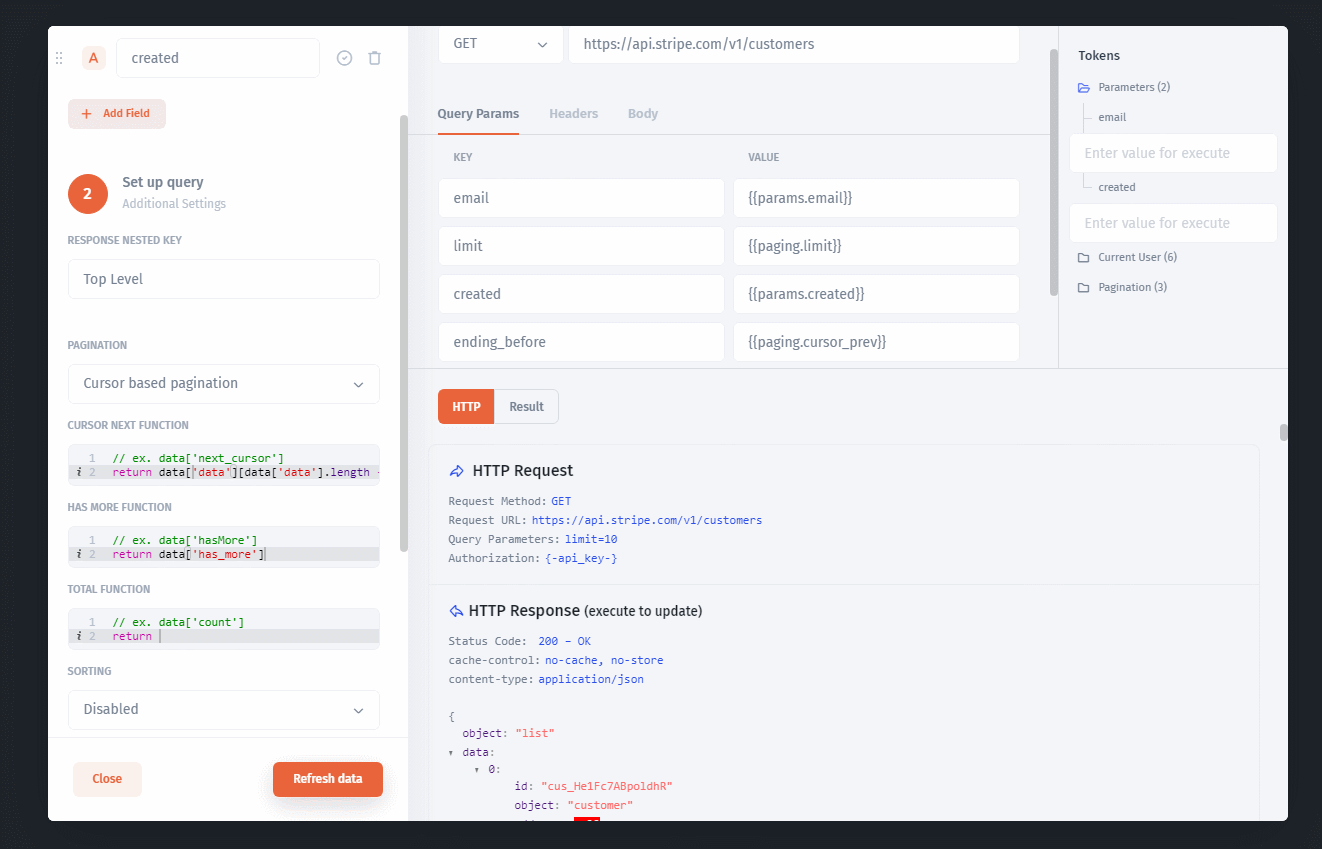 A created
+ Add Field
2
Set up query
Additional Settings
RESPONSE NESTED KEY
Top Level
PAGINATION
Cursor based pagination
CURSOR NEXT FUNCTION
1 // ex. data['next_cursor']
i 2 return data['data'][data['data'].length
HAS MORE FUNCTION
1 // ex. data['hasMore']
i 2 return data['has_more']
TOTAL FUNCTION
1 // ex. data['count']
i 2 return
SORTING
Disabled
Close Refresh data
GET https://api.stripe.com/v1/customers
Query Params Headers Body
KEY VALUE
email {{params.email}}
limit {{paging.limit}}
created {{params.created}}
ending_before {{paging.cursor_prev}}
HTTP Result
HTTP Request
Request Method: GET
Request URL: https://api.stripe.com/v1/customers
Query Parameters: limit=10
Authorization: {-api_key-}
HTTP Response (execute to update)
Status Code: 200 – OK
cache-control: no-cache, no-store
content-type: application/json
{
object: "list"
data:
0:
id: "cus_He1Fc7ABpoldhR"
object: "customer"
Tokens
Parameters (2)
email
Enter value for execute
created
Enter value for execute
Current User (6)
Pagination (3)